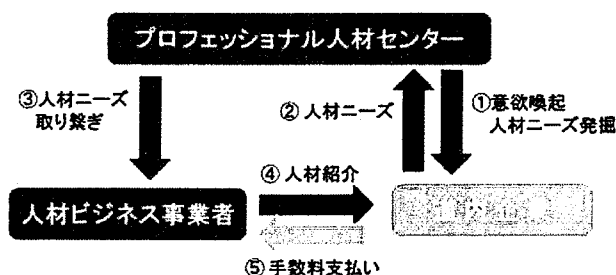 プロフェッショナル人材センター
③人材ニーズ
取り繋ぎ
②人材ニーズ
①意欲喚起
人材ニーズ発掘
④人材紹介
人材ビジネス事業者
⑤手数料支払い